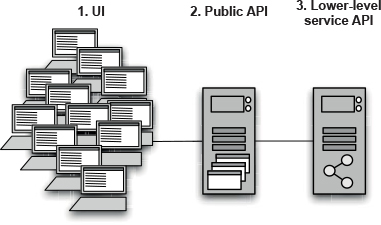 1. UI
2. Public API
3. Lower-level
service API